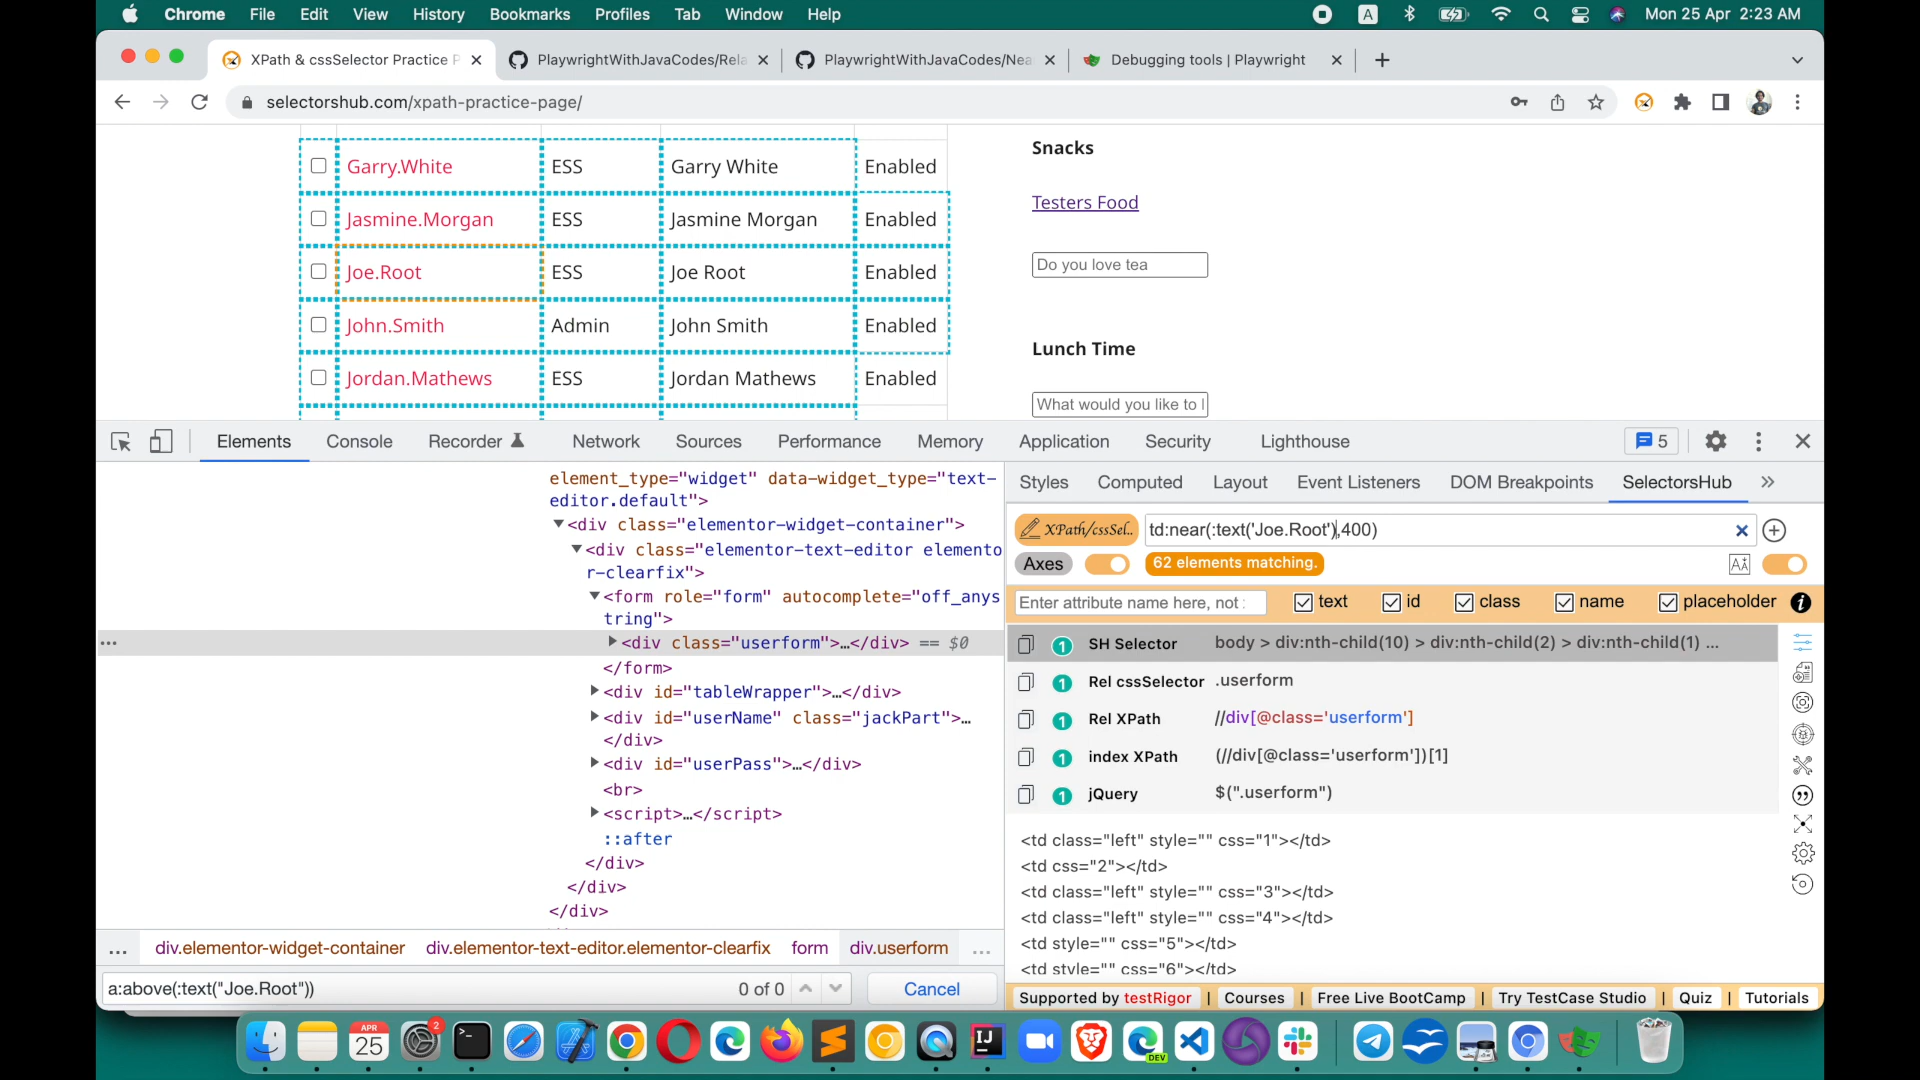 Chrome File Edit View History Bookmarks Profiles Tab Window Help A Mon 25 Apr 2:23 AM
XPath & cssSelector Practice P PlaywrightWithJavaCodes/Rela PlaywrightWithJavaCodes/Nea Debugging tools | Playwright
selectorshub.com/xpath-practice-page/
Garry.White ESS Garry White Enabled
Jasmine.Morgan ESS Jasmine Morgan Enabled
Joe.Root ESS Joe Root Enabled
John.Smith Admin John Smith Enabled
Jordan.Mathews ESS Jordan Mathews Enabled
Snacks
Testers Food
Do you love tea
Lunch Time
What would you like to l
Elements Console Recorder Network Sources Performance Memory Application Security Lighthouse 5
element_type="widget" data-widget_type="text-
editor.default">
▼<div class="elementor-widget-container">
▼<div class="elementor-text-editor elemento
r-clearfix">
▼<form role="form" autocomplete="off_anys
tring">
… ▶<div class="userform">…</div> == $0
</form>
▶<div id="tableWrapper">…</div>
▶<div id="userName" class="jackPart">…
</div>
▶<div id="userPass">…</div>
<br>
▶<script>…</script>
::after
</div>
</div>
</div>
… div.elementor-widget-container div.elementor-text-editor.elementor-clearfix form div.userform …
a:above(:text("Joe.Root")) 0 of 0 Cancel
Styles Computed Layout Event Listeners DOM Breakpoints SelectorsHub »
XPath/cssSel.. td:near(:text('Joe.Root'),400)
Axes 62 elements matching.
Enter attribute name here, not : text id class name placeholder
1 SH Selector body > div:nth-child(10) > div:nth-child(2) > div:nth-child(1) ...
1 Rel cssSelector .userform
1 Rel XPath //div[@class='userform']
1 index XPath (//div[@class='userform'])[1]
1 jQuery $(".userform")
<td class="left" style="" css="1"></td>
<td css="2"></td>
<td class="left" style="" css="3"></td>
<td class="left" style="" css="4"></td>
<td style="" css="5"></td>
<td style="" css="6"></td>
Supported by testRigor | Courses | Free Live BootCamp | Try TestCase Studio | Quiz | Tutorials
APR
25
2
IJ
DEV